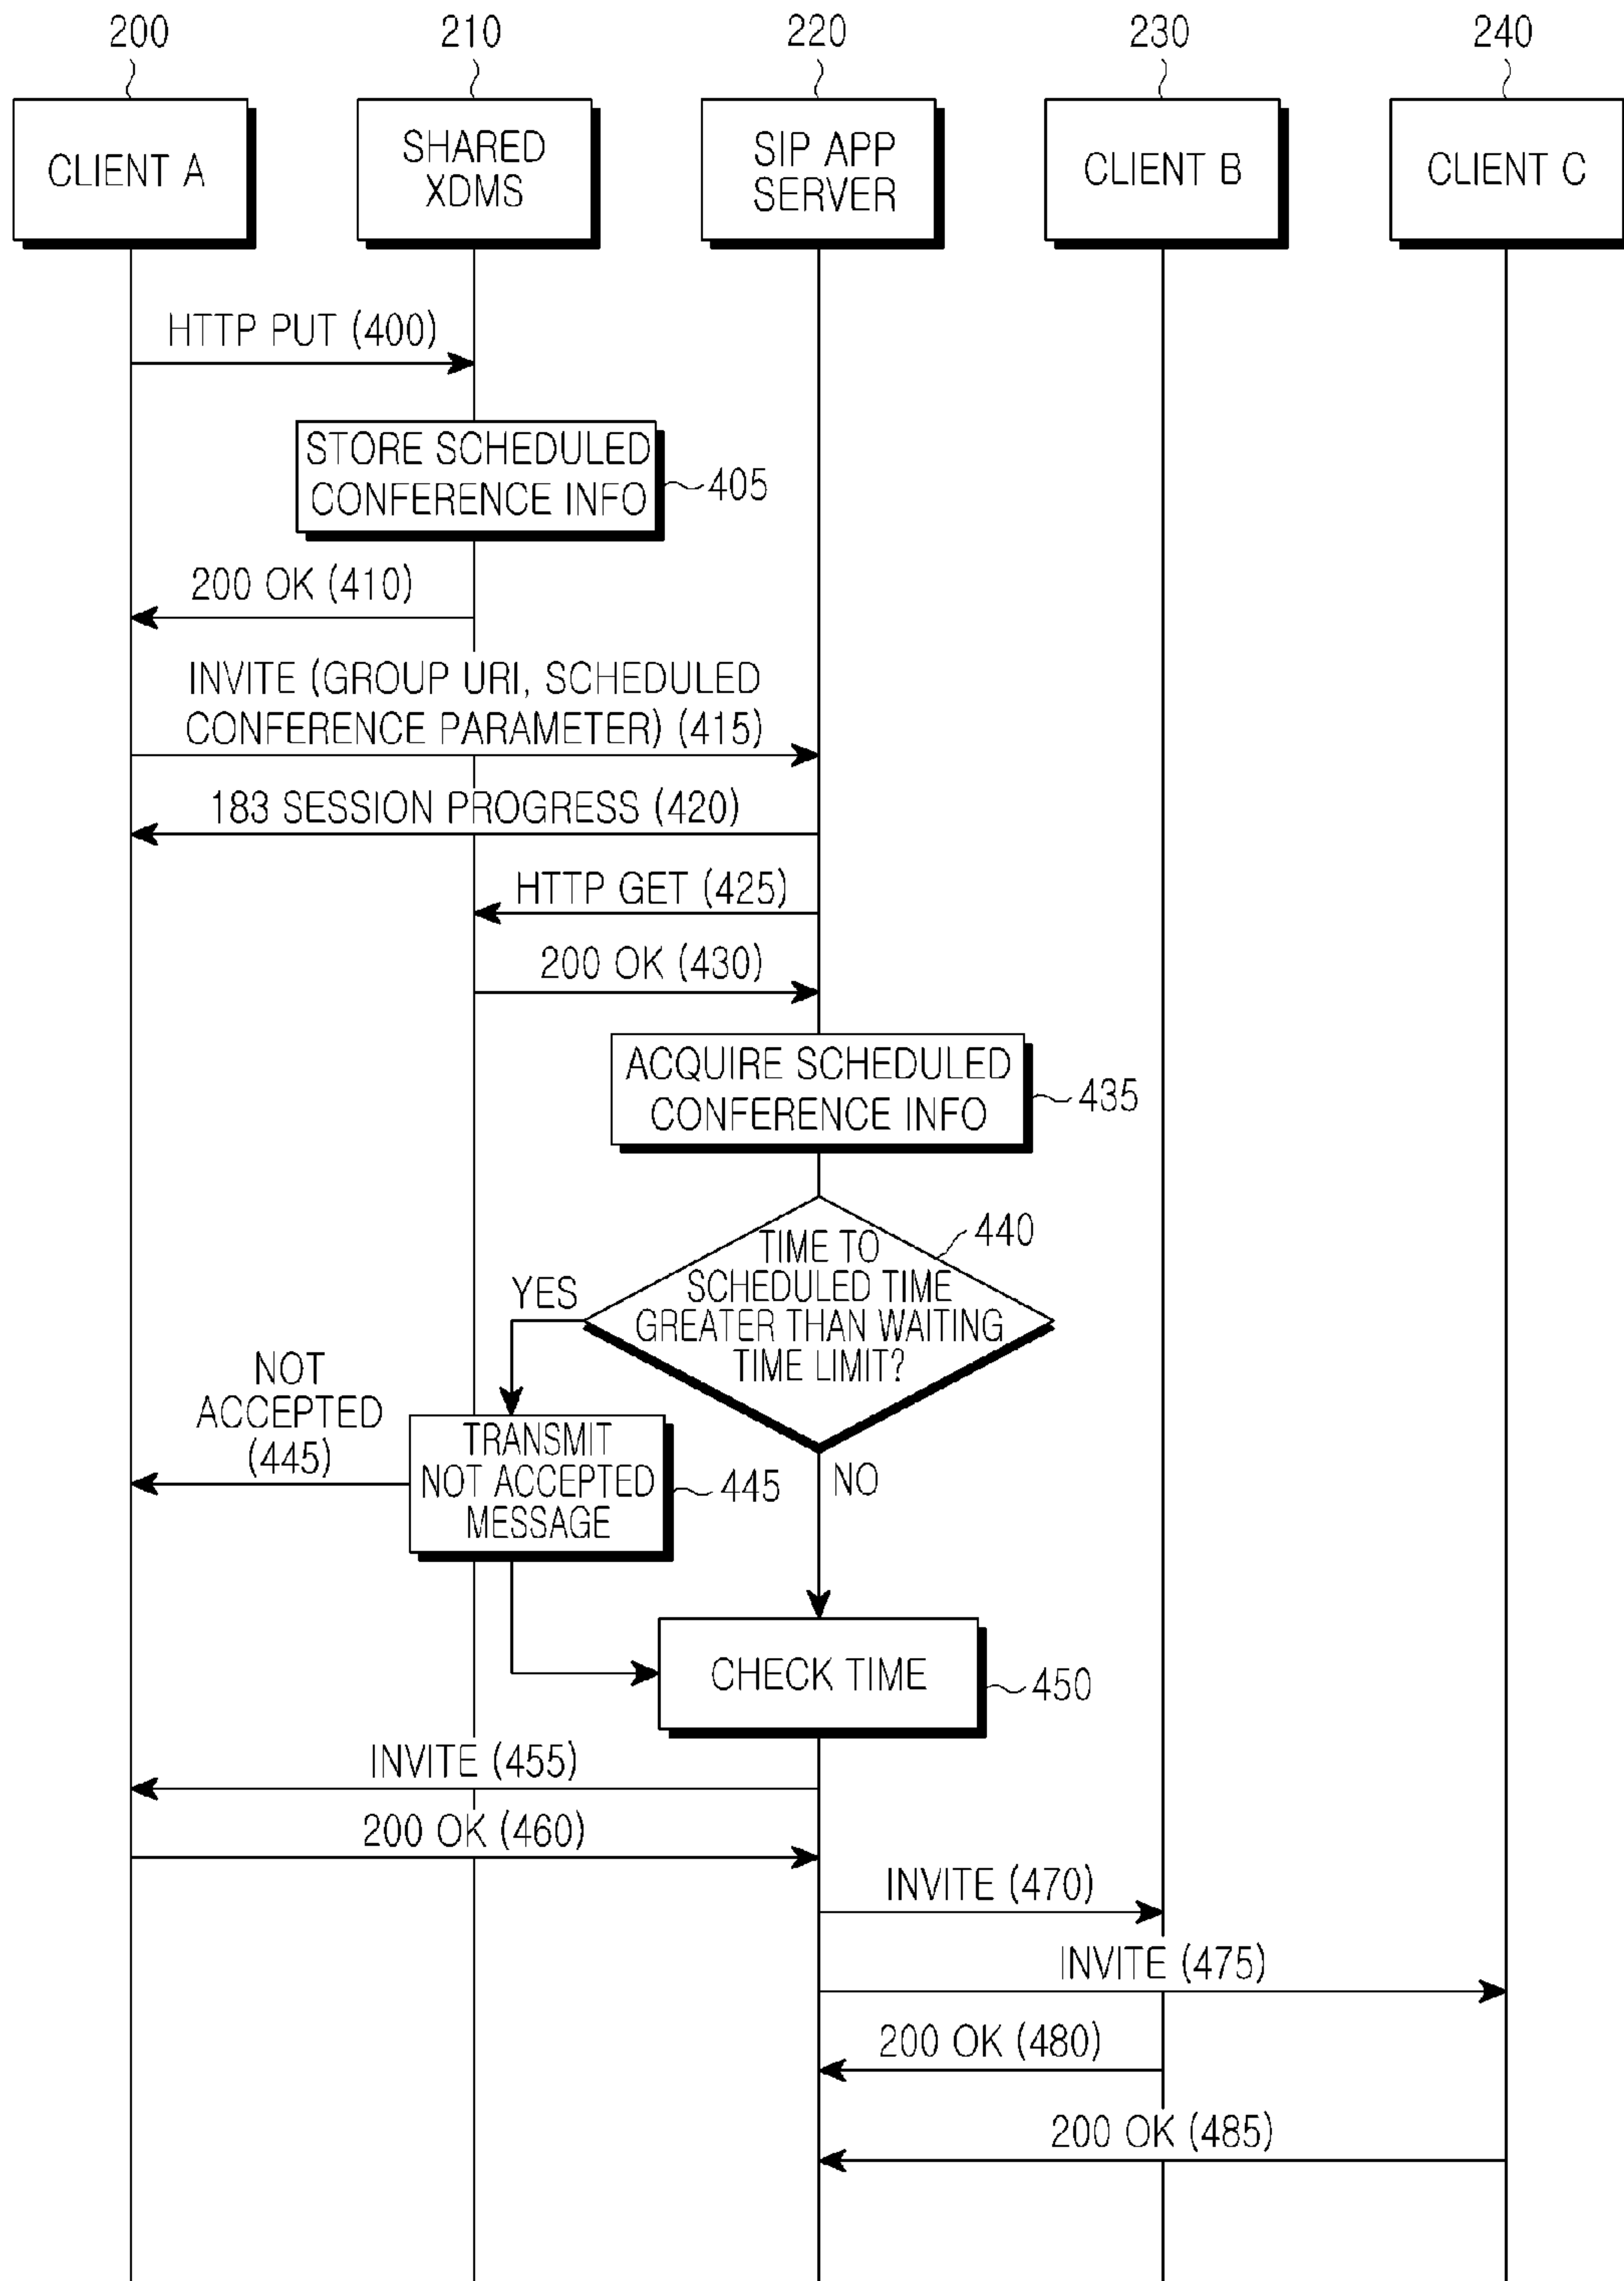 200
210
220
230
240
CLIENT A
SHARED
XDMS
SIP APP
SERVER
CLIENT B
CLIENT C
HTTP PUT (400)
STORE SCHEDULED
CONFERENCE INFO
405
200 OK (410)
INVITE (GROUP URI, SCHEDULED
CONFERENCE PARAMETER) (415)
183 SESSION PROGRESS (420)
HTTP GET (425)
200 OK (430)
ACQUIRE SCHEDULED
CONFERENCE INFO
435
TIME TO
SCHEDULED TIME
GREATER THAN WAITING
TIME LIMIT?
440
YES
NOT
ACCEPTED
(445)
TRANSMIT
NOT ACCEPTED
MESSAGE
445
NO
CHECK TIME
450
INVITE (455)
200 OK (460)
INVITE (470)
INVITE (475)
200 OK (480)
200 OK (485)